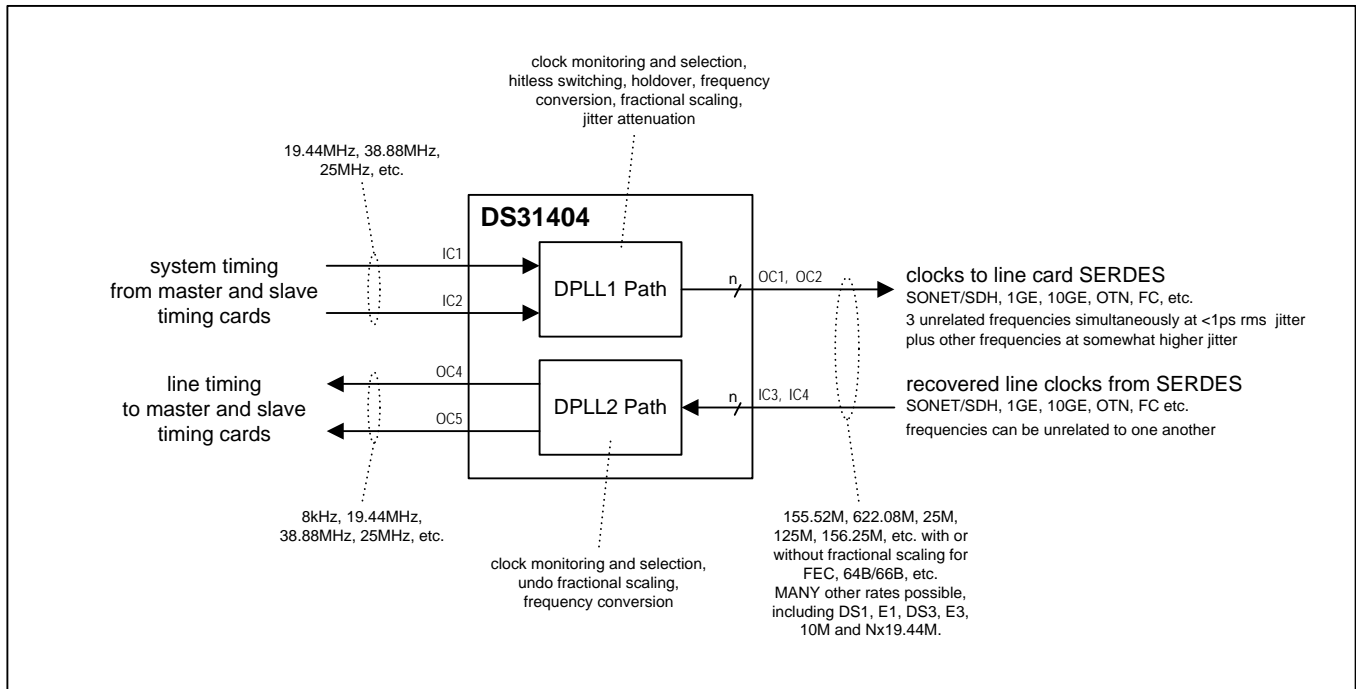 clock monitoring and selection,
hitless switching, holdover, frequency
conversion, fractional scaling,
jitter attenuation
19.44MHz, 38.88MHz,
25MHz, etc.
DS31404
system timing
from master and slave
timing cards
IC1
IC2
DPLL1 Path
n
OC1, OC2
clocks to line card SERDES
SONET/SDH, 1GE, 10GE, OTN, FC, etc.
3 unrelated frequencies simultaneously at <1ps rms jitter
plus other frequencies at somewhat higher jitter
line timing
to master and slave
timing cards
OC4
OC5
DPLL2 Path
n
IC3, IC4
recovered line clocks from SERDES
SONET/SDH, 1GE, 10GE, OTN, FC etc.
frequencies can be unrelated to one another
8kHz, 19.44MHz,
38.88MHz, 25MHz, etc.
clock monitoring and selection,
undo fractional scaling,
frequency conversion
155.52M, 622.08M, 25M,
125M, 156.25M, etc. with or
without fractional scaling for
FEC, 64B/66B, etc.
MANY other rates possible,
including DS1, E1, DS3, E3,
10M and Nx19.44M.